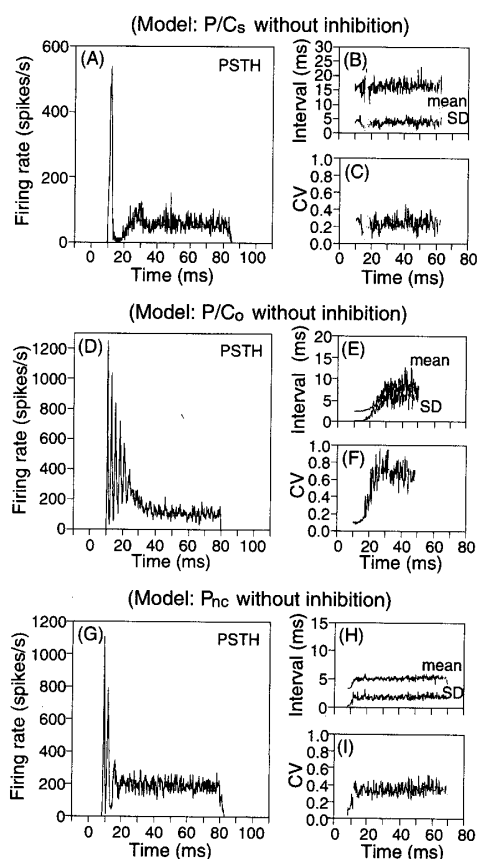 (Model: P/Cs without inhibition)
(A)
PSTH
Firing rate (spikes/s)
600
400
200
0
0 20 40 60 80 100
Time (ms)
(B)
Interval (ms)
30
25
20
15
10
5
0
mean
SD
(C)
CV
1.0
0.8
0.6
0.4
0.2
0.0
0 20 40 60 80
Time (ms)
(Model: P/Co without inhibition)
(D)
PSTH
Firing rate (spikes/s)
1200
1000
800
600
400
200
0
0 20 40 60 80 100
Time (ms)
(E)
Interval (ms)
20
15
10
5
0
mean
SD
(F)
CV
1.0
0.8
0.6
0.4
0.2
0.0
0 20 40 60 80
Time (ms)
(Model: Pnc without inhibition)
(G)
PSTH
Firing rate (spikes/s)
1200
1000
800
600
400
200
0
0 20 40 60 80 100
Time (ms)
(H)
Interval (ms)
15
10
5
0
mean
SD
(I)
CV
1.0
0.8
0.6
0.4
0.2
0.0
0 20 40 60 80
Time (ms)